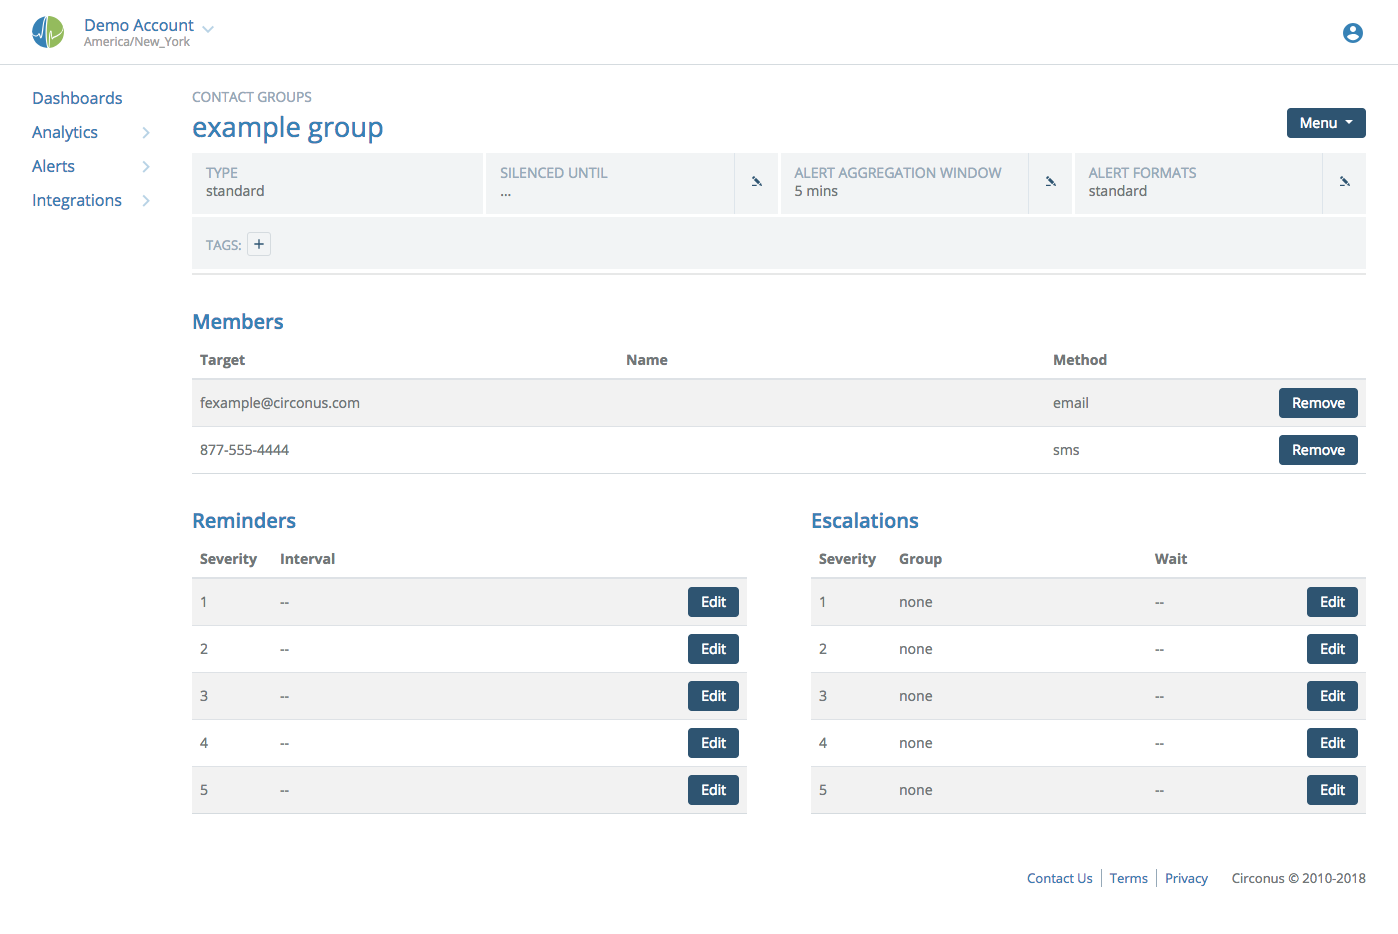 Demo Account
America/New_York
Dashboards
Analytics
Alerts
Integrations
CONTACT GROUPS
example group
Menu
TYPE
standard
SILENCED UNTIL
...
ALERT AGGREGATION WINDOW
5 mins
ALERT FORMATS
standard
TAGS: +
Members
Target Name Method
fexample@circonus.com email Remove
877-555-4444 sms Remove
Reminders
Severity Interval
1 -- Edit
2 -- Edit
3 -- Edit
4 -- Edit
5 -- Edit
Escalations
Severity Group Wait
1 none -- Edit
2 none -- Edit
3 none -- Edit
4 none -- Edit
5 none -- Edit
Contact Us Terms Privacy Circonus © 2010-2018